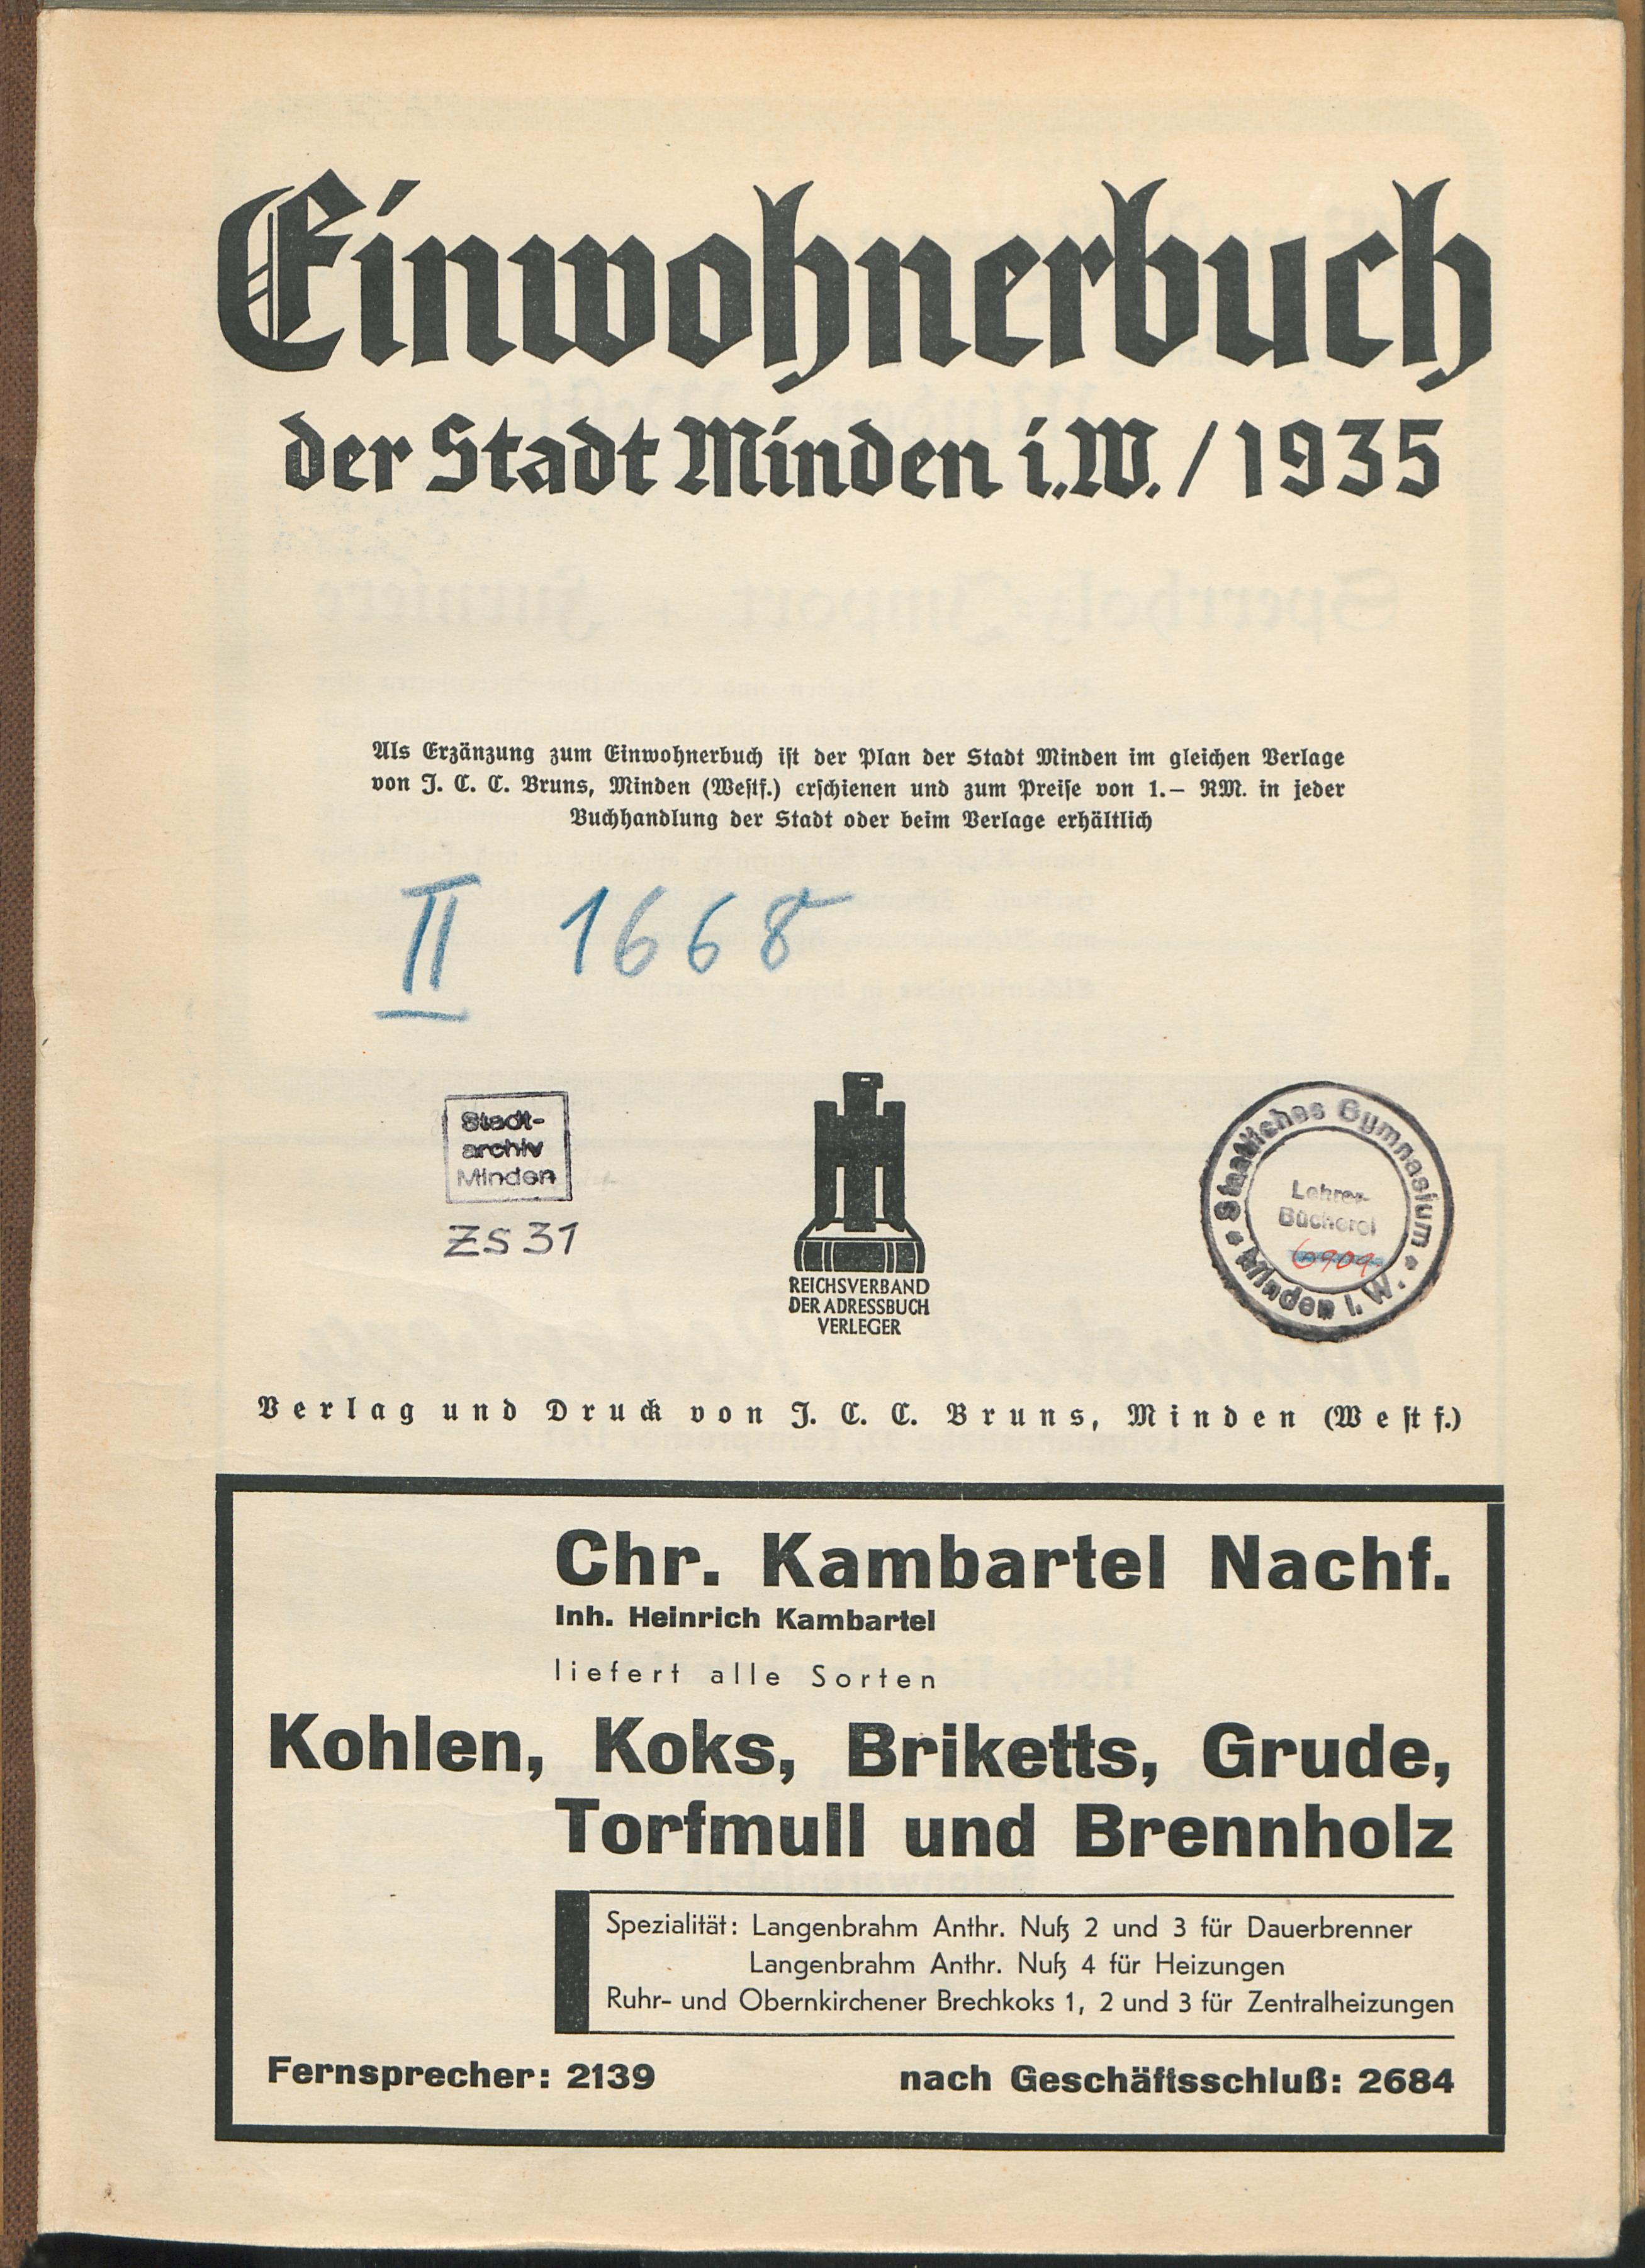 Einwohnerbuch
der Stadt Minden i.W. / 1935
Als Erzänzung zum Einwohnerbuch ist der Plan der Stadt Minden im gleichen Verlage
von J. C. C. Bruns, Minden (Westf.) erschienen und zum Preise von 1.— RM. in jeder
Buchhandlung der Stadt oder beim Verlage erhältlich
II 1668
Stadt-
archiv
Minden
ZS 31
REICHSVERBAND
DER ADRESSBUCH
VERLEGER
Staatliches Gymnasium
Lehrer-
Bücherei
6909
* Minden i. W. *
Verlag und Druck von J. C. C. Bruns, Minden (Westf.)
Chr. Kambartel Nachf.
Inh. Heinrich Kambartel
liefert alle Sorten
Kohlen, Koks, Briketts, Grude,
Torfmull und Brennholz
Spezialität: Langenbrahm Anthr. Nuß 2 und 3 für Dauerbrenner
Langenbrahm Anthr. Nuß 4 für Heizungen
Ruhr- und Obernkirchener Brechkoks 1, 2 und 3 für Zentralheizungen
Fernsprecher: 2139 nach Geschäftsschluß: 2684